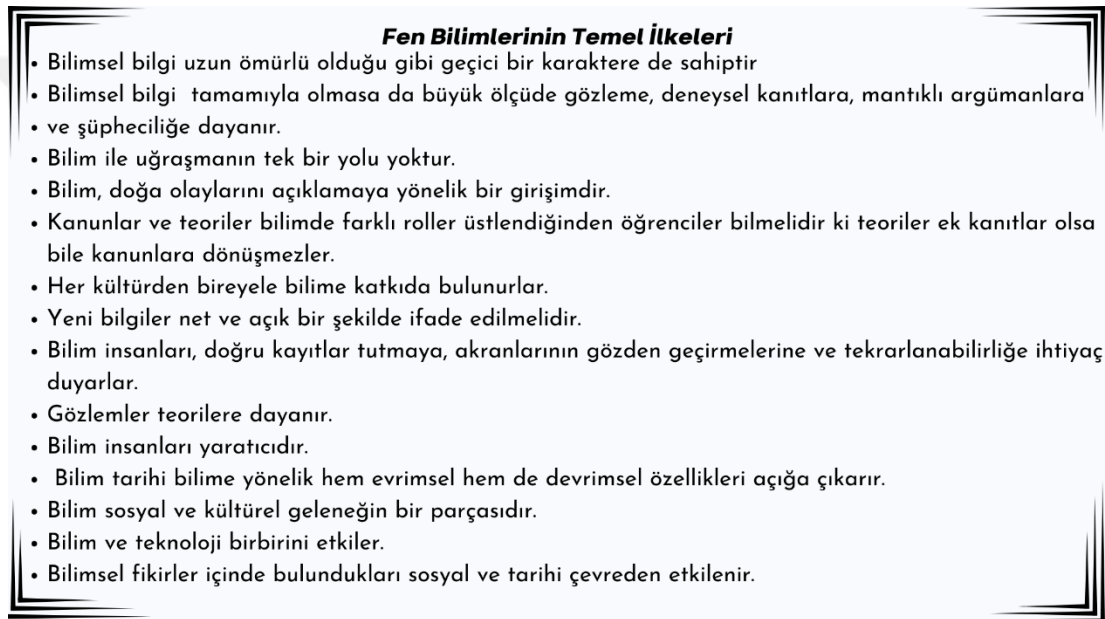 Fen Bilimlerinin Temel İlkeleri
• Bilimsel bilgi uzun ömürlü olduğu gibi geçici bir karaktere de sahiptir
• Bilimsel bilgi tamamıyla olmasa da büyük ölçüde gözleme, deneysel kanıtlara, mantıklı argümanlara
• ve şüpheciliğe dayanır.
• Bilim ile uğraşmanın tek bir yolu yoktur.
• Bilim, doğa olaylarını açıklamaya yönelik bir girişimdir.
• Kanunlar ve teoriler bilimde farklı roller üstlendiğinden öğrenciler bilmelidir ki teoriler ek kanıtlar olsa
bile kanunlara dönüşmezler.
• Her kültürden bireyele bilime katkıda bulunurlar.
• Yeni bilgiler net ve açık bir şekilde ifade edilmelidir.
• Bilim insanları, doğru kayıtlar tutmaya, akranlarının gözden geçirmelerine ve tekrarlanabilirliğe ihtiyaç
duyarlar.
• Gözlemler teorilere dayanır.
• Bilim insanları yaratıcıdır.
• Bilim tarihi bilime yönelik hem evrimsel hem de devrimsel özellikleri açığa çıkarır.
• Bilim sosyal ve kültürel geleneğin bir parçasıdır.
• Bilim ve teknoloji birbirini etkiler.
• Bilimsel fikirler içinde bulundukları sosyal ve tarihi çevreden etkilenir.